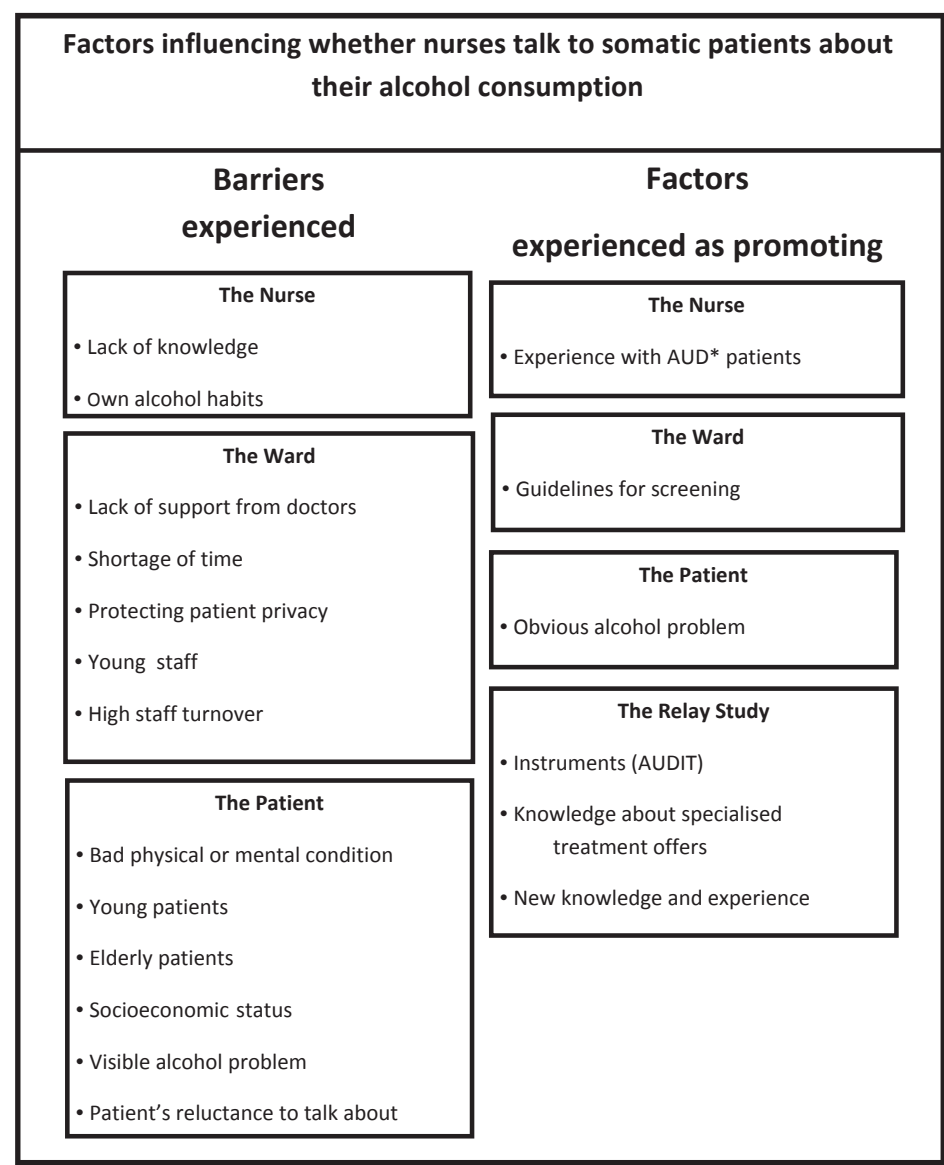 Factors influencing whether nurses talk to somatic patients about
their alcohol consumption
Barriers
experienced
The Nurse
• Lack of knowledge
• Own alcohol habits
The Ward
• Lack of support from doctors
• Shortage of time
• Protecting patient privacy
• Young staff
• High staff turnover
The Patient
• Bad physical or mental condition
• Young patients
• Elderly patients
• Socioeconomic status
• Visible alcohol problem
• Patient’s reluctance to talk about
Factors
experienced as promoting
The Nurse
• Experience with AUD* patients
The Ward
• Guidelines for screening
The Patient
• Obvious alcohol problem
The Relay Study
• Instruments (AUDIT)
• Knowledge about specialised
treatment offers
• New knowledge and experience